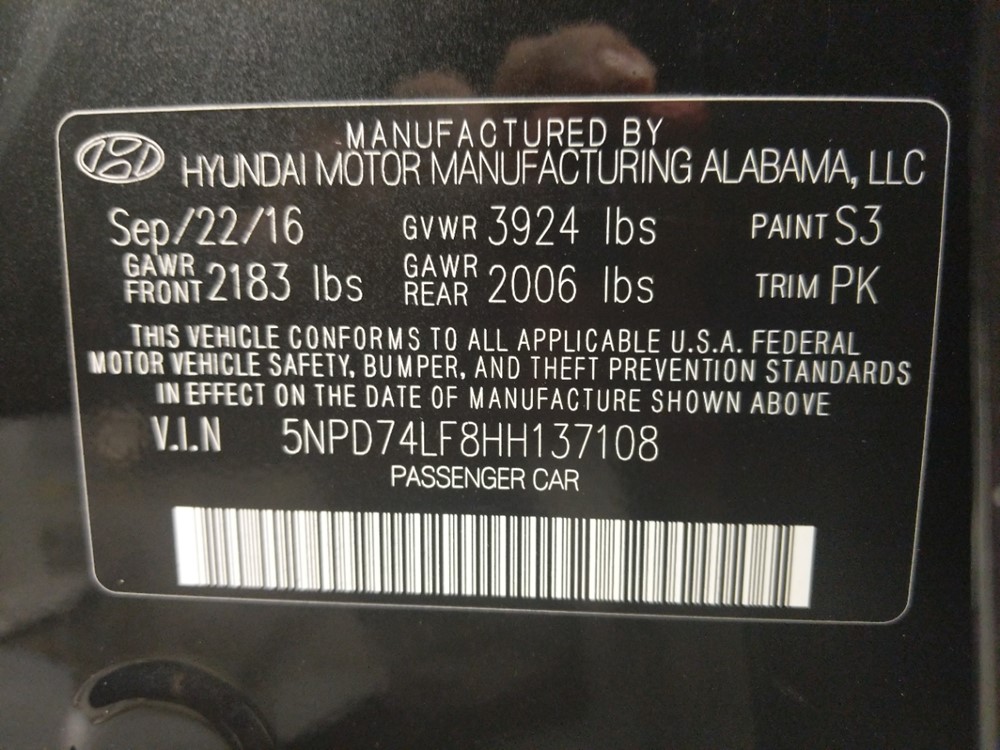 MANUFACTURED BY
HYUNDAI MOTOR MANUFACTURING ALABAMA, LLC
Sep/22/16 GVWR 3924 lbs PAINT S3
GAWR FRONT 2183 lbs GAWR REAR 2006 lbs TRIM PK
THIS VEHICLE CONFORMS TO ALL APPLICABLE U.S.A. FEDERAL
MOTOR VEHICLE SAFETY, BUMPER, AND THEFT PREVENTION STANDARDS
IN EFFECT ON THE DATE OF MANUFACTURE SHOWN ABOVE
V.I.N 5NPD74LF8HH137108
PASSENGER CAR